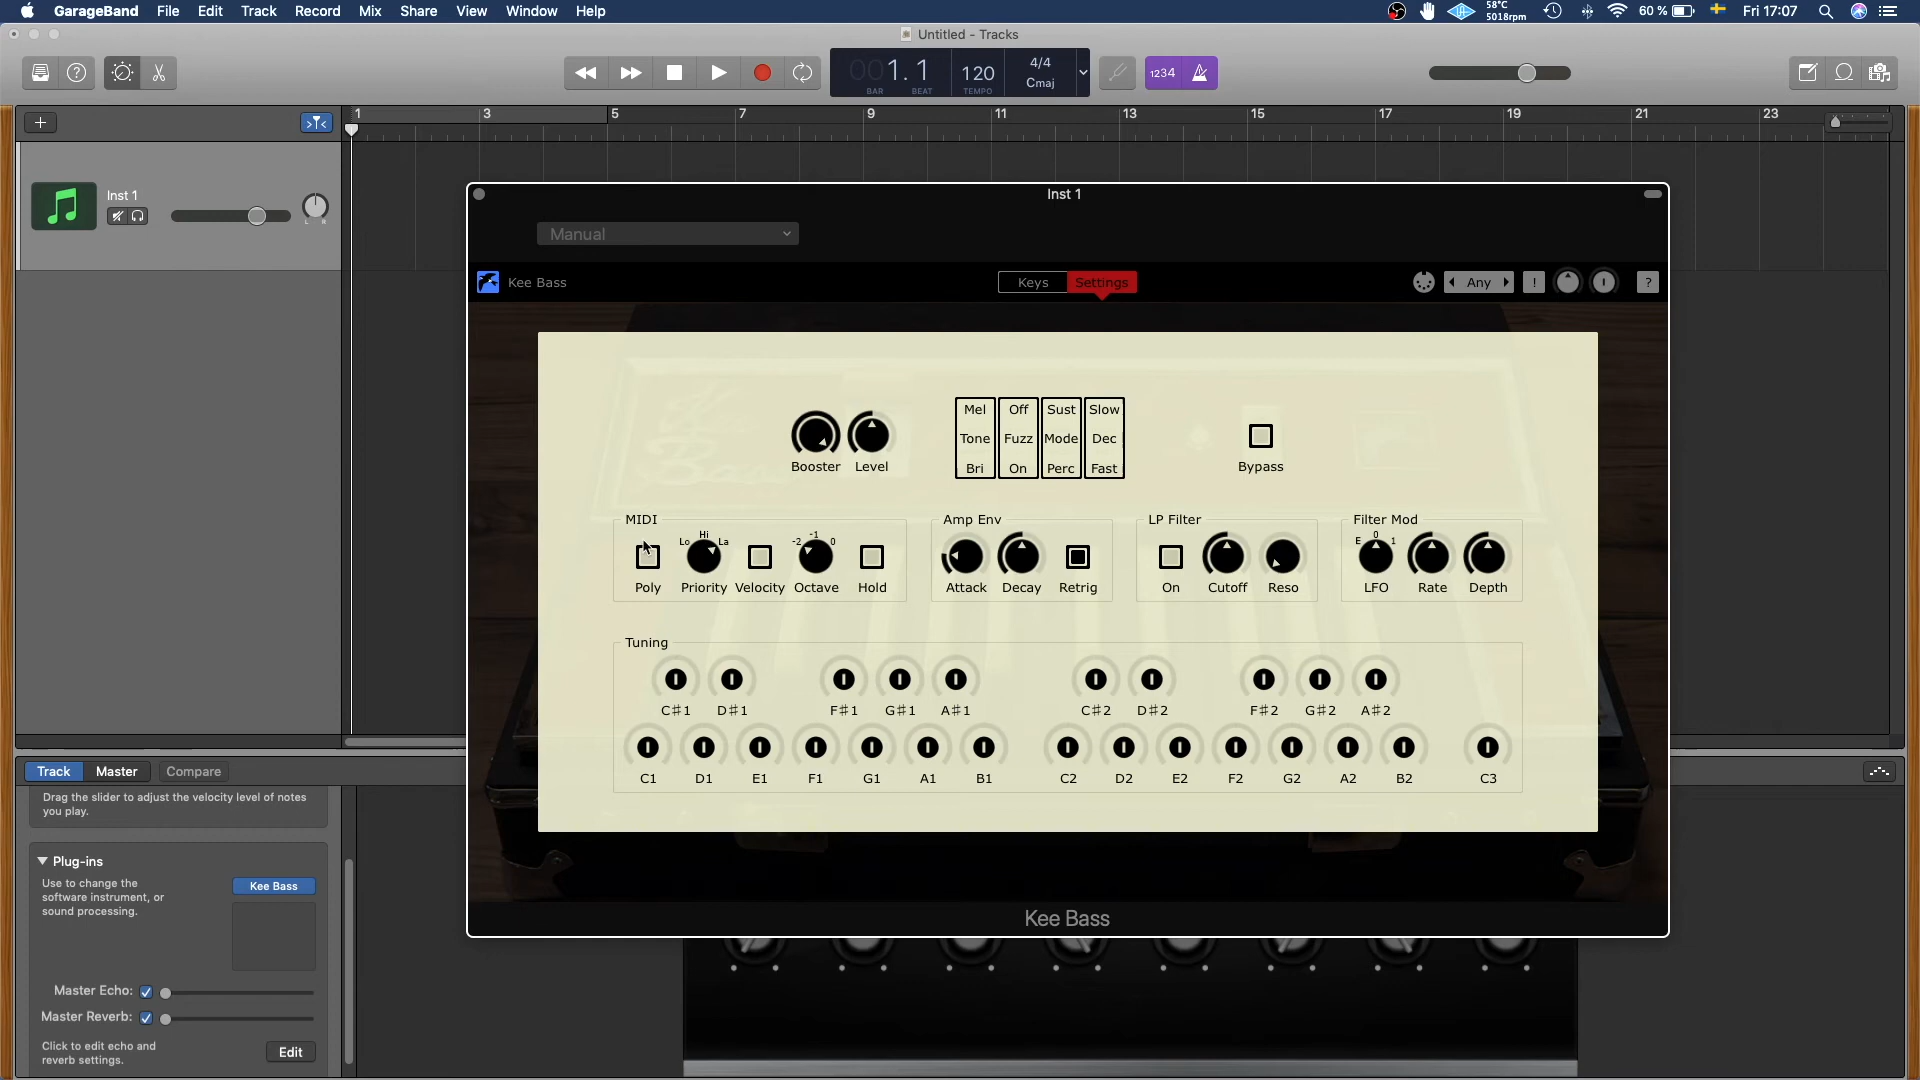 GarageBand File Edit Track Record Mix Share View Window Help
58°C
5018rpm
60 % Fri 17:07
Untitled - Tracks
001.1 120 4/4
Cmaj
BAR BEAT TEMPO
1234
1 3 5 7 9 11 13 15 17 19 21 23
Inst 1
L R
Inst 1
Manual
Kee Bass Keys Settings Any ! ?
Mel Off Sust Slow
Tone Fuzz Mode Dec
Bri On Perc Fast
Booster Level Bypass
MIDI Amp Env LP Filter Filter Mod
Lo Hi La -2 -1 0 E 0 1
Poly Priority Velocity Octave Hold Attack Decay Retrig On Cutoff Reso LFO Rate Depth
Tuning
C♯1 D♯1 F♯1 G♯1 A♯1 C♯2 D♯2 F♯2 G♯2 A♯2
C1 D1 E1 F1 G1 A1 B1 C2 D2 E2 F2 G2 A2 B2 C3
Kee Bass
Track Master Compare
Drag the slider to adjust the velocity level of notes
you play.
Plug-ins
Use to change the
software instrument, or
sound processing.
Kee Bass
Master Echo:
Master Reverb:
Click to edit echo and
reverb settings.
Edit